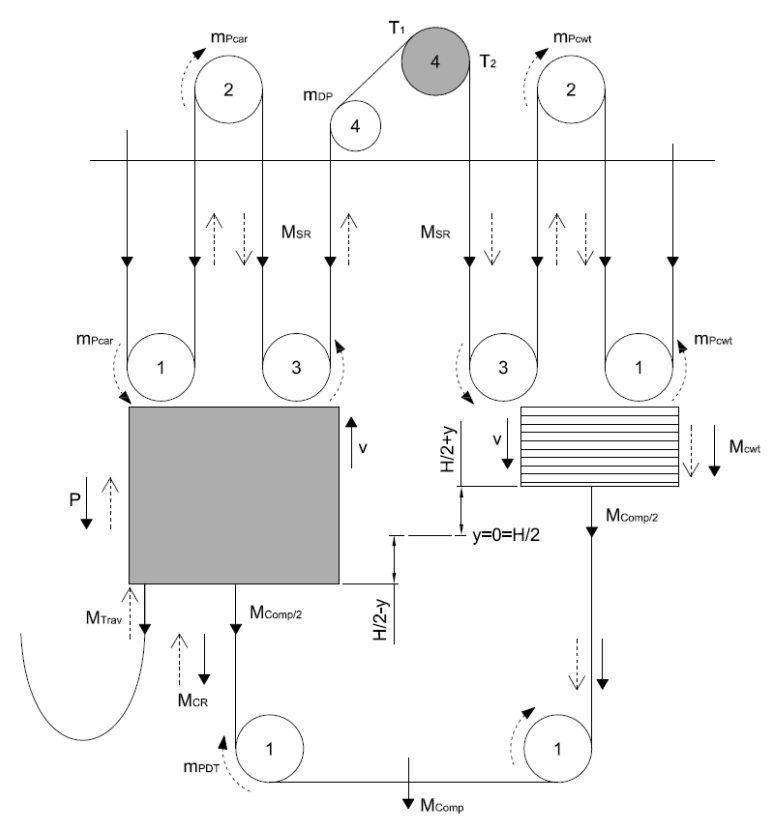 mPcar
T1
mPcwt
2
4
T2
2
mDP
4
MSR
MSR
mPcar
1
3
3
1
mPcwt
v
H/2+y
v
Mcwt
P
y=0=H/2
MComp/2
MTrav
MComp/2
H/2-y
MCR
1
1
mPDT
MComp